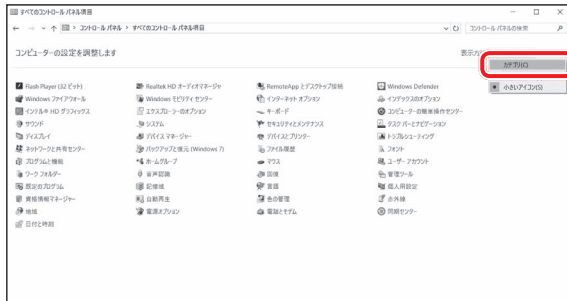 すべてのコントロール パネル項目
コントロール パネル > すべてのコントロール パネル項目
コントロール パネルの検索
コンピューターの設定を調整します
表示方
カテゴリ(C)
小さいアイコン(S)
Flash Player (32 ビット)
Realtek HD オーディオマネージャ
RemoteApp とデスクトップ接続
Windows Defender
Windows ファイアウォール
Windows モビリティ センター
インターネット オプション
インデックスのオプション
インテル® HD グラフィックス
エクスプローラーのオプション
キーボード
コンピューターの簡単操作センター
サウンド
システム
セキュリティとメンテナンス
タスク バーとナビゲーション
ディスプレイ
デバイス マネージャー
デバイスとプリンター
トラブルシューティング
ネットワークと共有センター
バックアップと復元 (Windows 7)
ファイル履歴
フォント
プログラムと機能
ホームグループ
マウス
ユーザー アカウント
ワーク フォルダー
音声認識
回復
管理ツール
既定のプログラム
記憶域
言語
個人用設定
資格情報マネージャー
自動再生
色の管理
赤外線
地域
電源オプション
電話とモデム
同期センター
日付と時刻